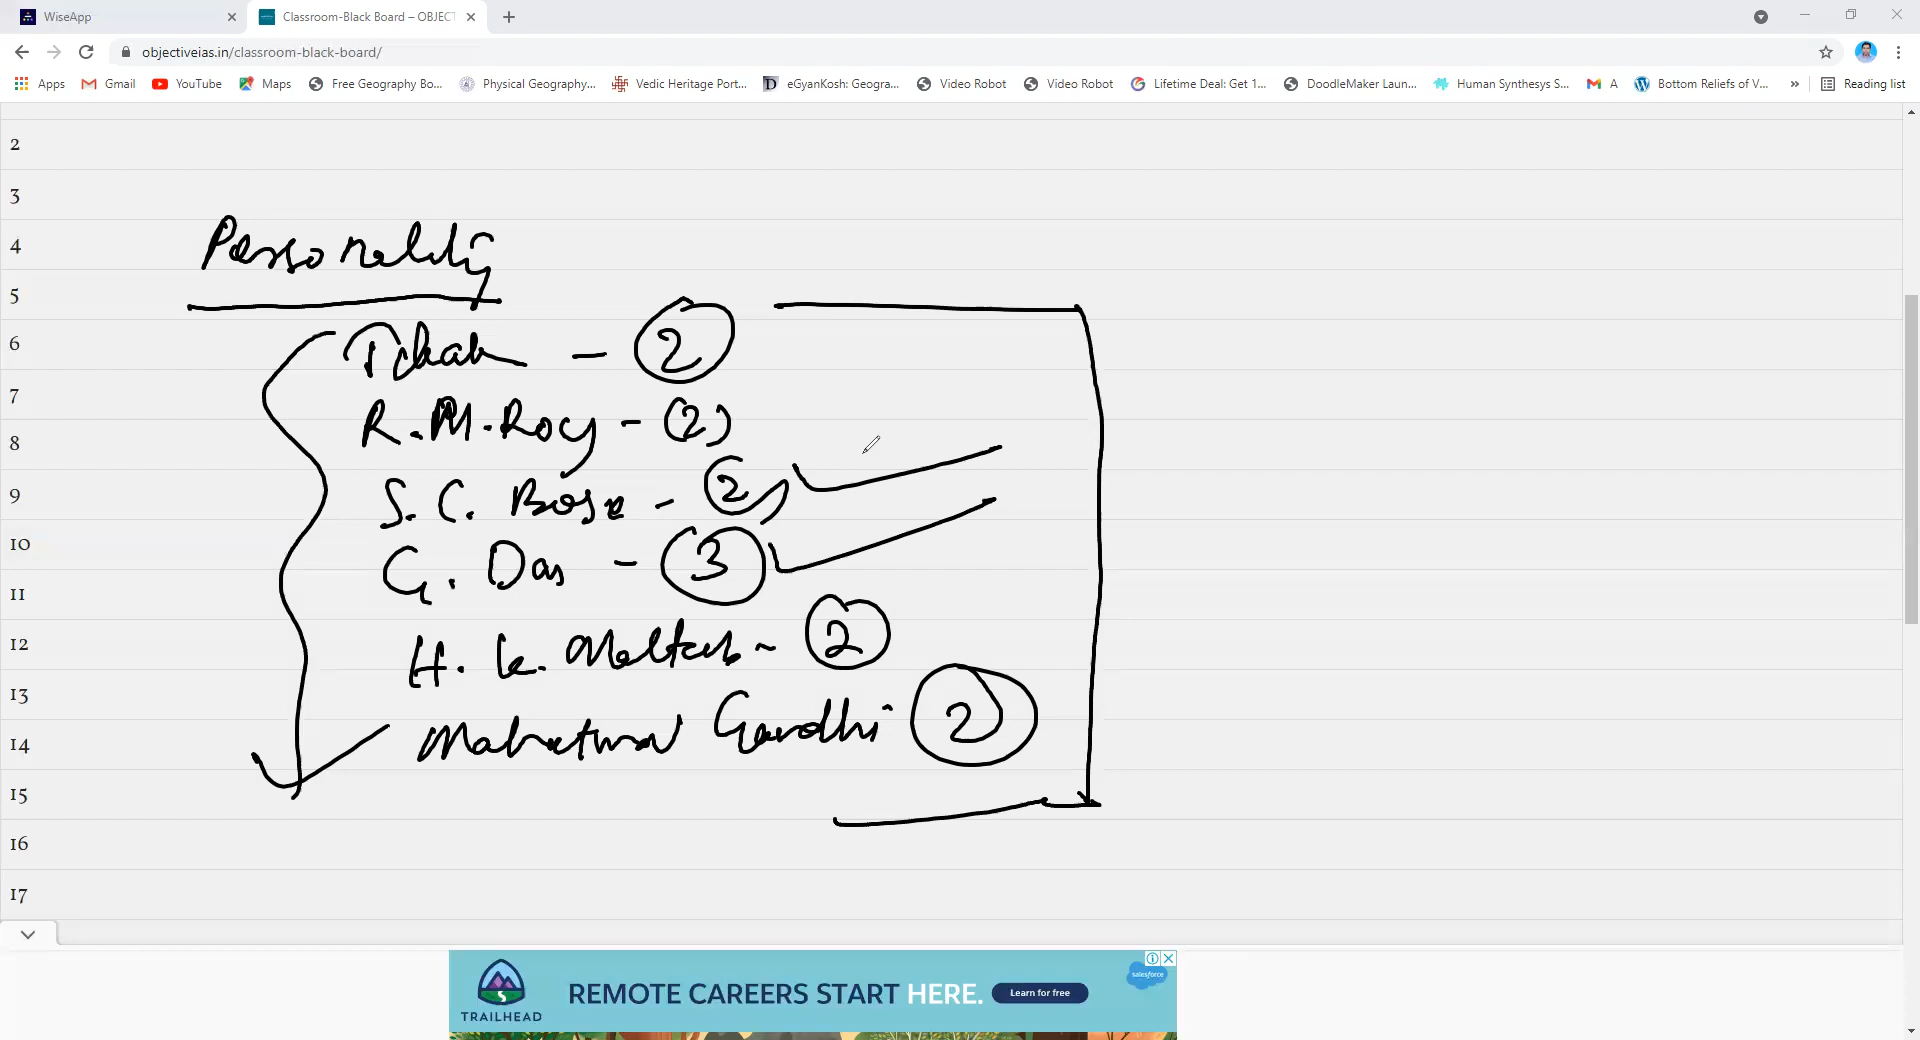 WiseApp
Classroom-Black Board – OBJECT
objectiveias.in/classroom-black-board/
Apps Gmail YouTube Maps Free Geography Bo... Physical Geography... Vedic Heritage Port... eGyanKosh: Geogra... Video Robot Video Robot Lifetime Deal: Get 1... DoodleMaker Laun... Human Synthesys S... A Bottom Reliefs of V... » Reading list
2
3
4
Personality
5
6
Tilak - 2
7
R.M.Roy - (2)
8
9
S.C. Bose - 2
10
G. Das - 3
11
12
H. K. - 2
13
Mahatma Gandhi 2
14
15
16
17
TRAILHEAD
REMOTE CAREERS START HERE.
Learn for free
salesforce